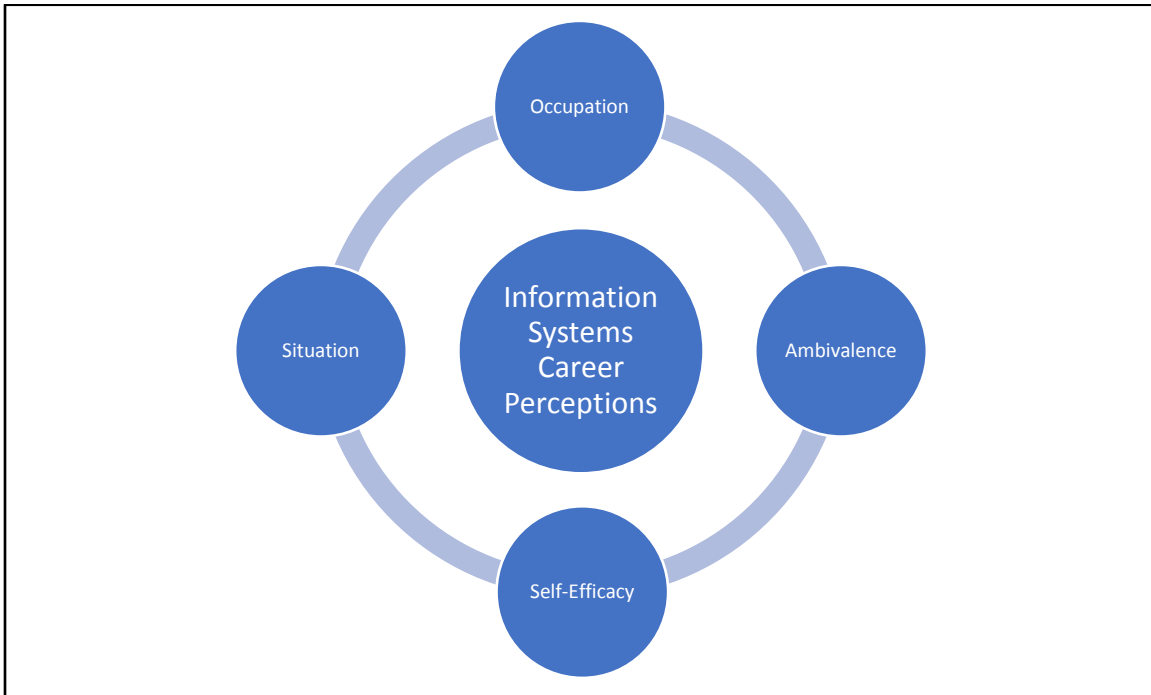 Occupation
Information
Systems
Career
Perceptions
Situation
Ambivalence
Self-Efficacy